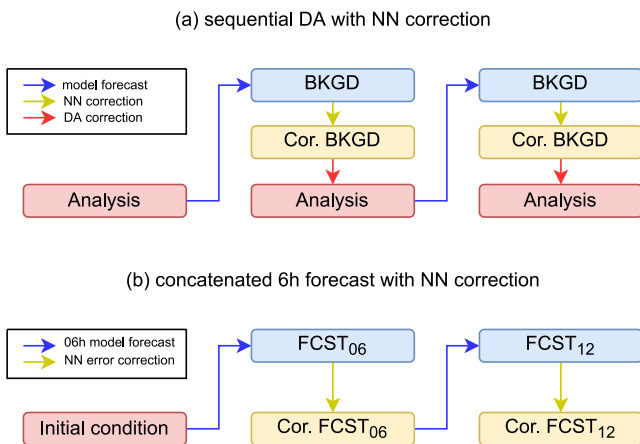 (a) sequential DA with NN correction
model forecast
NN correction
DA correction
BKGD
BKGD
Cor. BKGD
Cor. BKGD
Analysis
Analysis
Analysis
(b) concatenated 6h forecast with NN correction
06h model forecast
NN error correction
FCST₀₆
FCST₁₂
Initial condition
Cor. FCST₀₆
Cor. FCST₁₂